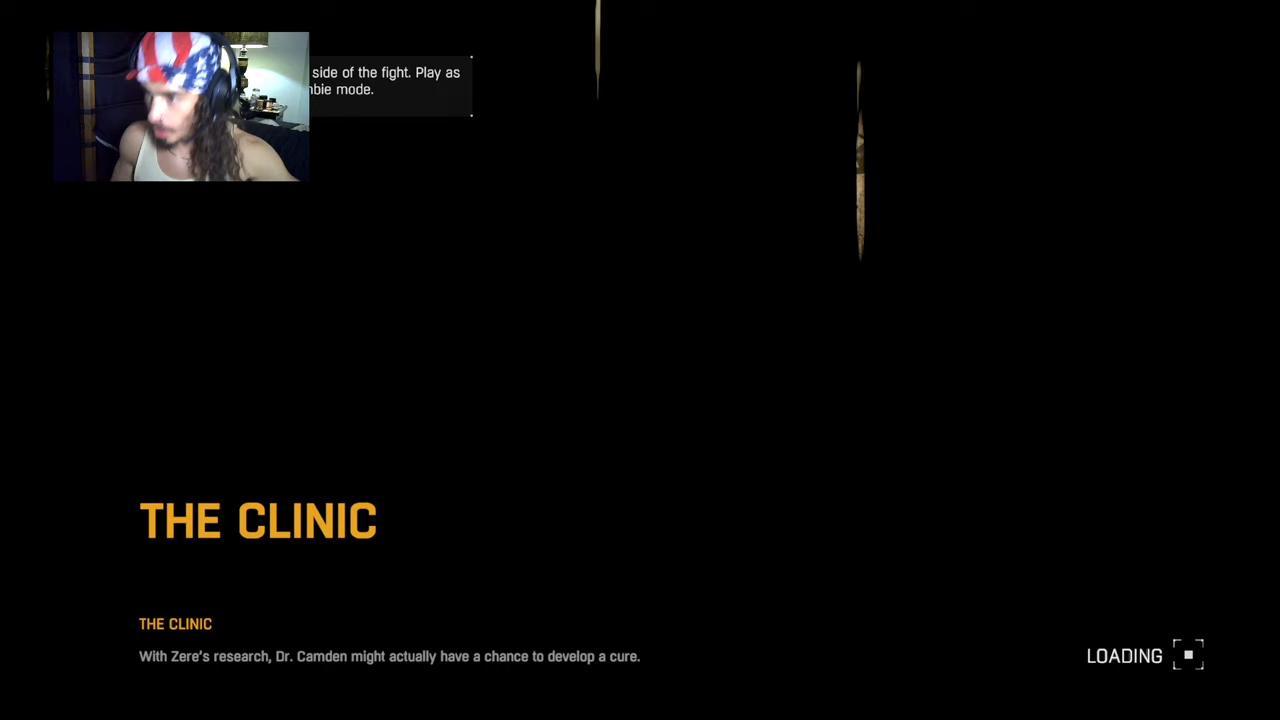 side of the fight. Play as
mode.
THE CLINIC
THE CLINIC
With Zere's research, Dr. Camden might actually have a chance to develop a cure.
LOADING